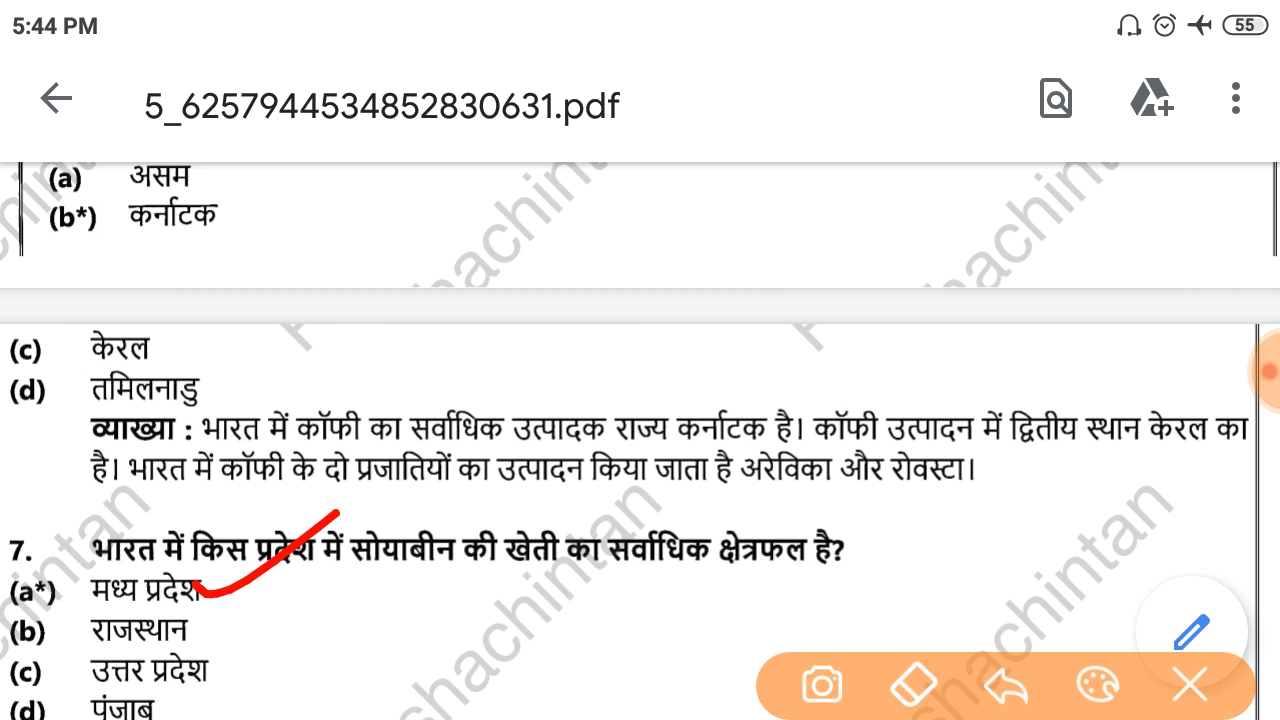 5:44 PM
55
5_6257944534852830631.pdf
(a) असम
(b*) कर्नाटक
(c) केरल
(d) तमिलनाडु
व्याख्या : भारत में कॉफी का सर्वाधिक उत्पादक राज्य कर्नाटक है। कॉफी उत्पादन में द्वितीय स्थान केरल का
है। भारत में कॉफी के दो प्रजातियों का उत्पादन किया जाता है अरेविका और रोवस्टा।
7. भारत में किस प्रदेश में सोयाबीन की खेती का सर्वाधिक क्षेत्रफल है?
(a*) मध्य प्रदेश
(b) राजस्थान
(c) उत्तर प्रदेश
(d) पंजाब